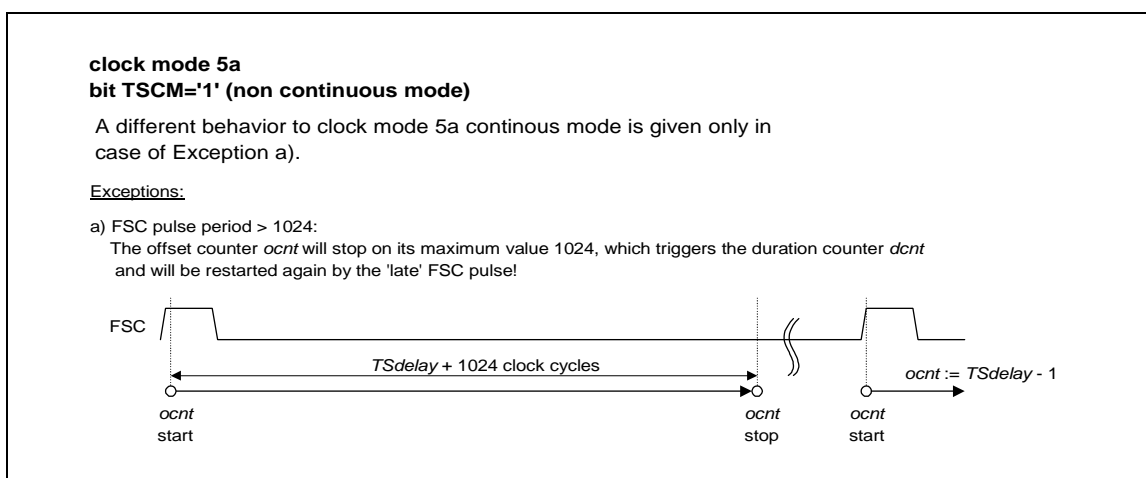 clock mode 5a
bit TSCM='1' (non continuous mode)
A different behavior to clock mode 5a continous mode is given only in
case of Exception a).
Exceptions:
a) FSC pulse period > 1024:
The offset counter ocnt will stop on its maximum value 1024, which triggers the duration counter dcnt
and will be restarted again by the 'late' FSC pulse!
FSC
TSdelay + 1024 clock cycles
ocnt := TSdelay - 1
ocnt ocnt ocnt
start stop start